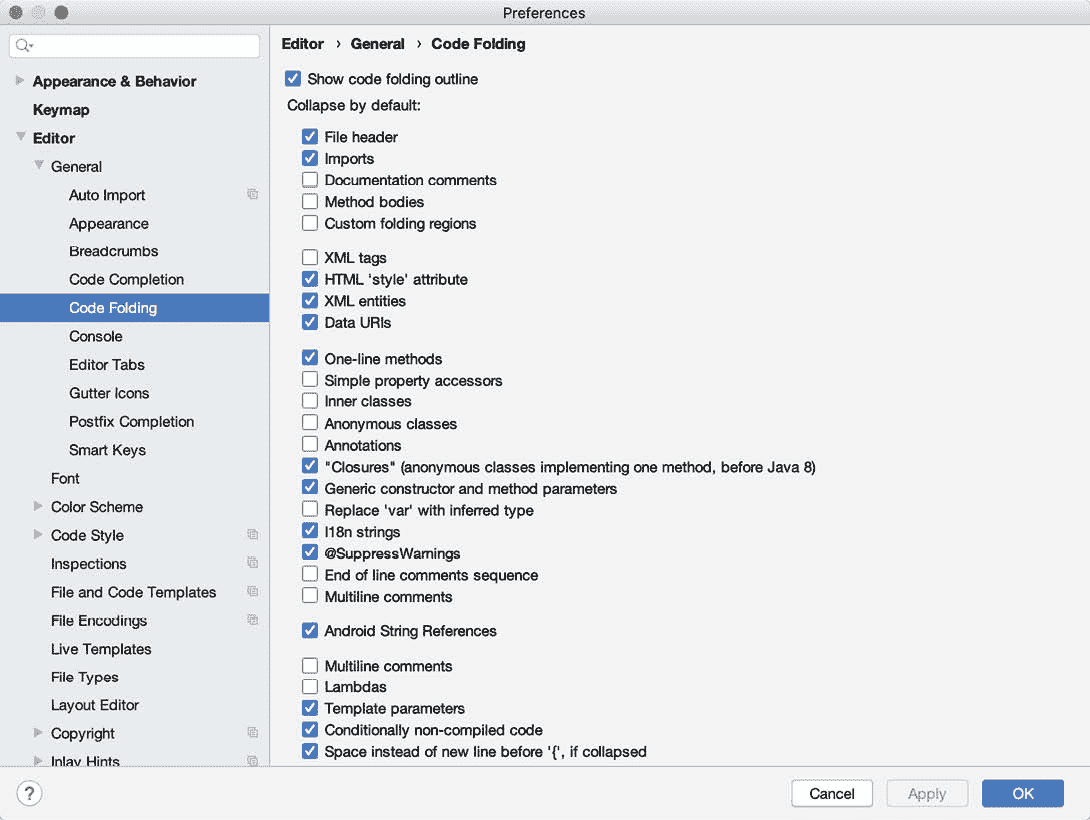 Preferences
Appearance & Behavior
Keymap
Editor
General
Auto Import
Appearance
Breadcrumbs
Code Completion
Code Folding
Console
Editor Tabs
Gutter Icons
Postfix Completion
Smart Keys
Font
Color Scheme
Code Style
Inspections
File and Code Templates
File Encodings
Live Templates
File Types
Layout Editor
Copyright
Inlay Hints
Editor › General › Code Folding
Show code folding outline
Collapse by default:
File header
Imports
Documentation comments
Method bodies
Custom folding regions
XML tags
HTML 'style' attribute
XML entities
Data URIs
One-line methods
Simple property accessors
Inner classes
Anonymous classes
Annotations
"Closures" (anonymous classes implementing one method, before Java 8)
Generic constructor and method parameters
Replace 'var' with inferred type
I18n strings
@SuppressWarnings
End of line comments sequence
Multiline comments
Android String References
Multiline comments
Lambdas
Template parameters
Conditionally non-compiled code
Space instead of new line before '{', if collapsed
?
Cancel
Apply
OK